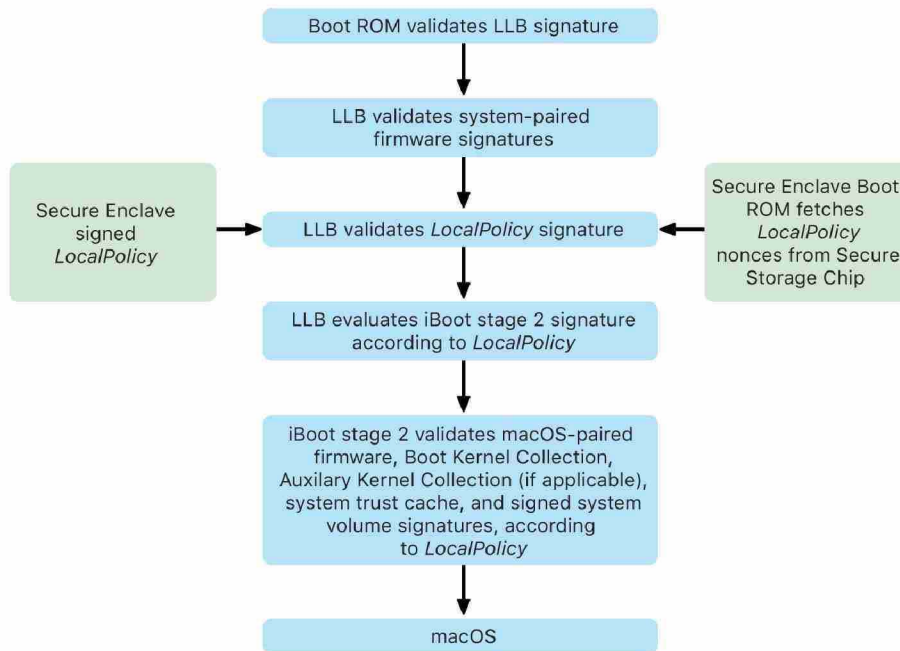 Boot ROM validates LLB signature
LLB validates system-paired
firmware signatures
Secure Enclave
signed
LocalPolicy
LLB validates LocalPolicy signature
Secure Enclave Boot
ROM fetches
LocalPolicy
nonces from Secure
Storage Chip
LLB evaluates iBoot stage 2 signature
according to LocalPolicy
iBoot stage 2 validates macOS-paired
firmware, Boot Kernel Collection,
Auxilary Kernel Collection (if applicable),
system trust cache, and signed system
volume signatures, according
to LocalPolicy
macOS